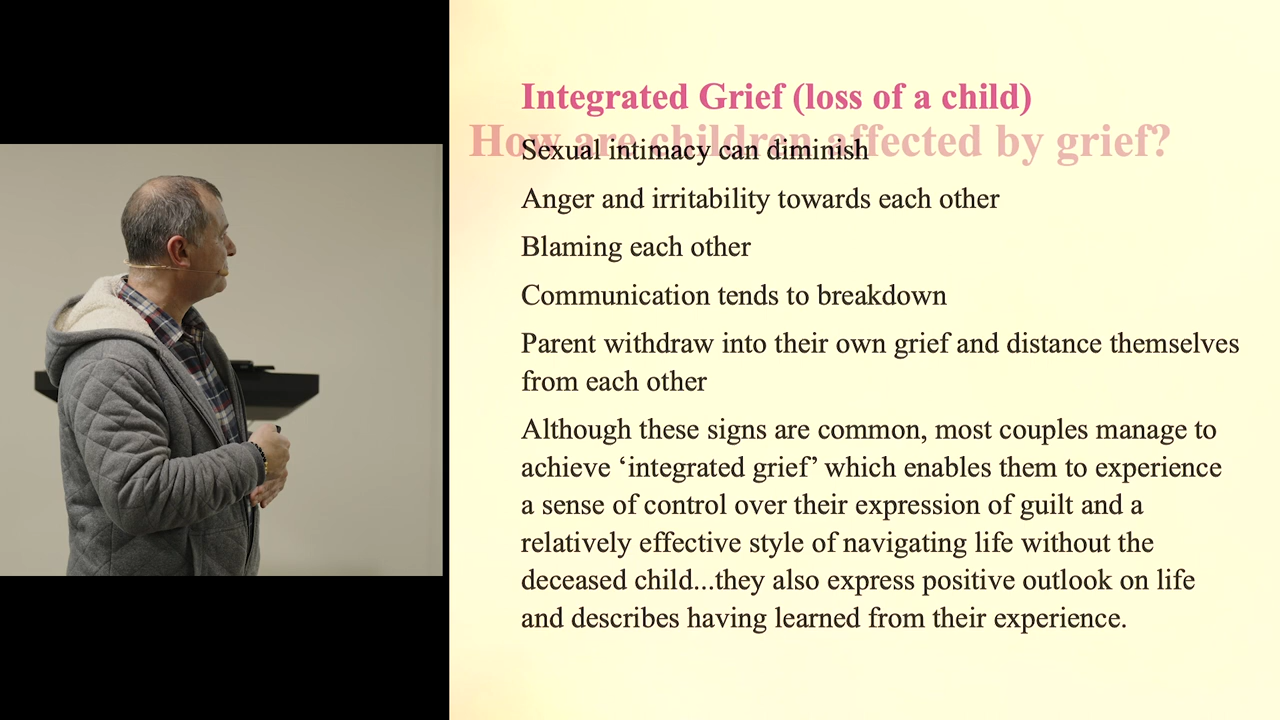 Integrated Grief (loss of a child)
How are children affected by grief?
Sexual intimacy can diminish
Anger and irritability towards each other
Blaming each other
Communication tends to breakdown
Parent withdraw into their own grief and distance themselves
from each other
Although these signs are common, most couples manage to
achieve ‘integrated grief’ which enables them to experience
a sense of control over their expression of guilt and a
relatively effective style of navigating life without the
deceased child...they also express positive outlook on life
and describes having learned from their experience.